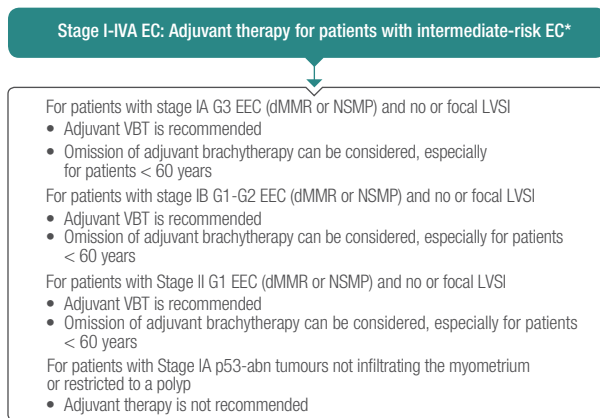 Stage I-IVA EC: Adjuvant therapy for patients with intermediate-risk EC*
For patients with stage IA G3 EEC (dMMR or NSMP) and no or focal LVSI
• Adjuvant VBT is recommended
• Omission of adjuvant brachytherapy can be considered, especially
for patients < 60 years
For patients with stage IB G1-G2 EEC (dMMR or NSMP) and no or focal LVSI
• Adjuvant VBT is recommended
• Omission of adjuvant brachytherapy can be considered, especially for patients
< 60 years
For patients with Stage II G1 EEC (dMMR or NSMP) and no or focal LVSI
• Adjuvant VBT is recommended
• Omission of adjuvant brachytherapy can be considered, especially for patients
< 60 years
For patients with Stage IA p53-abn tumours not infiltrating the myometrium
or restricted to a polyp
• Adjuvant therapy is not recommended